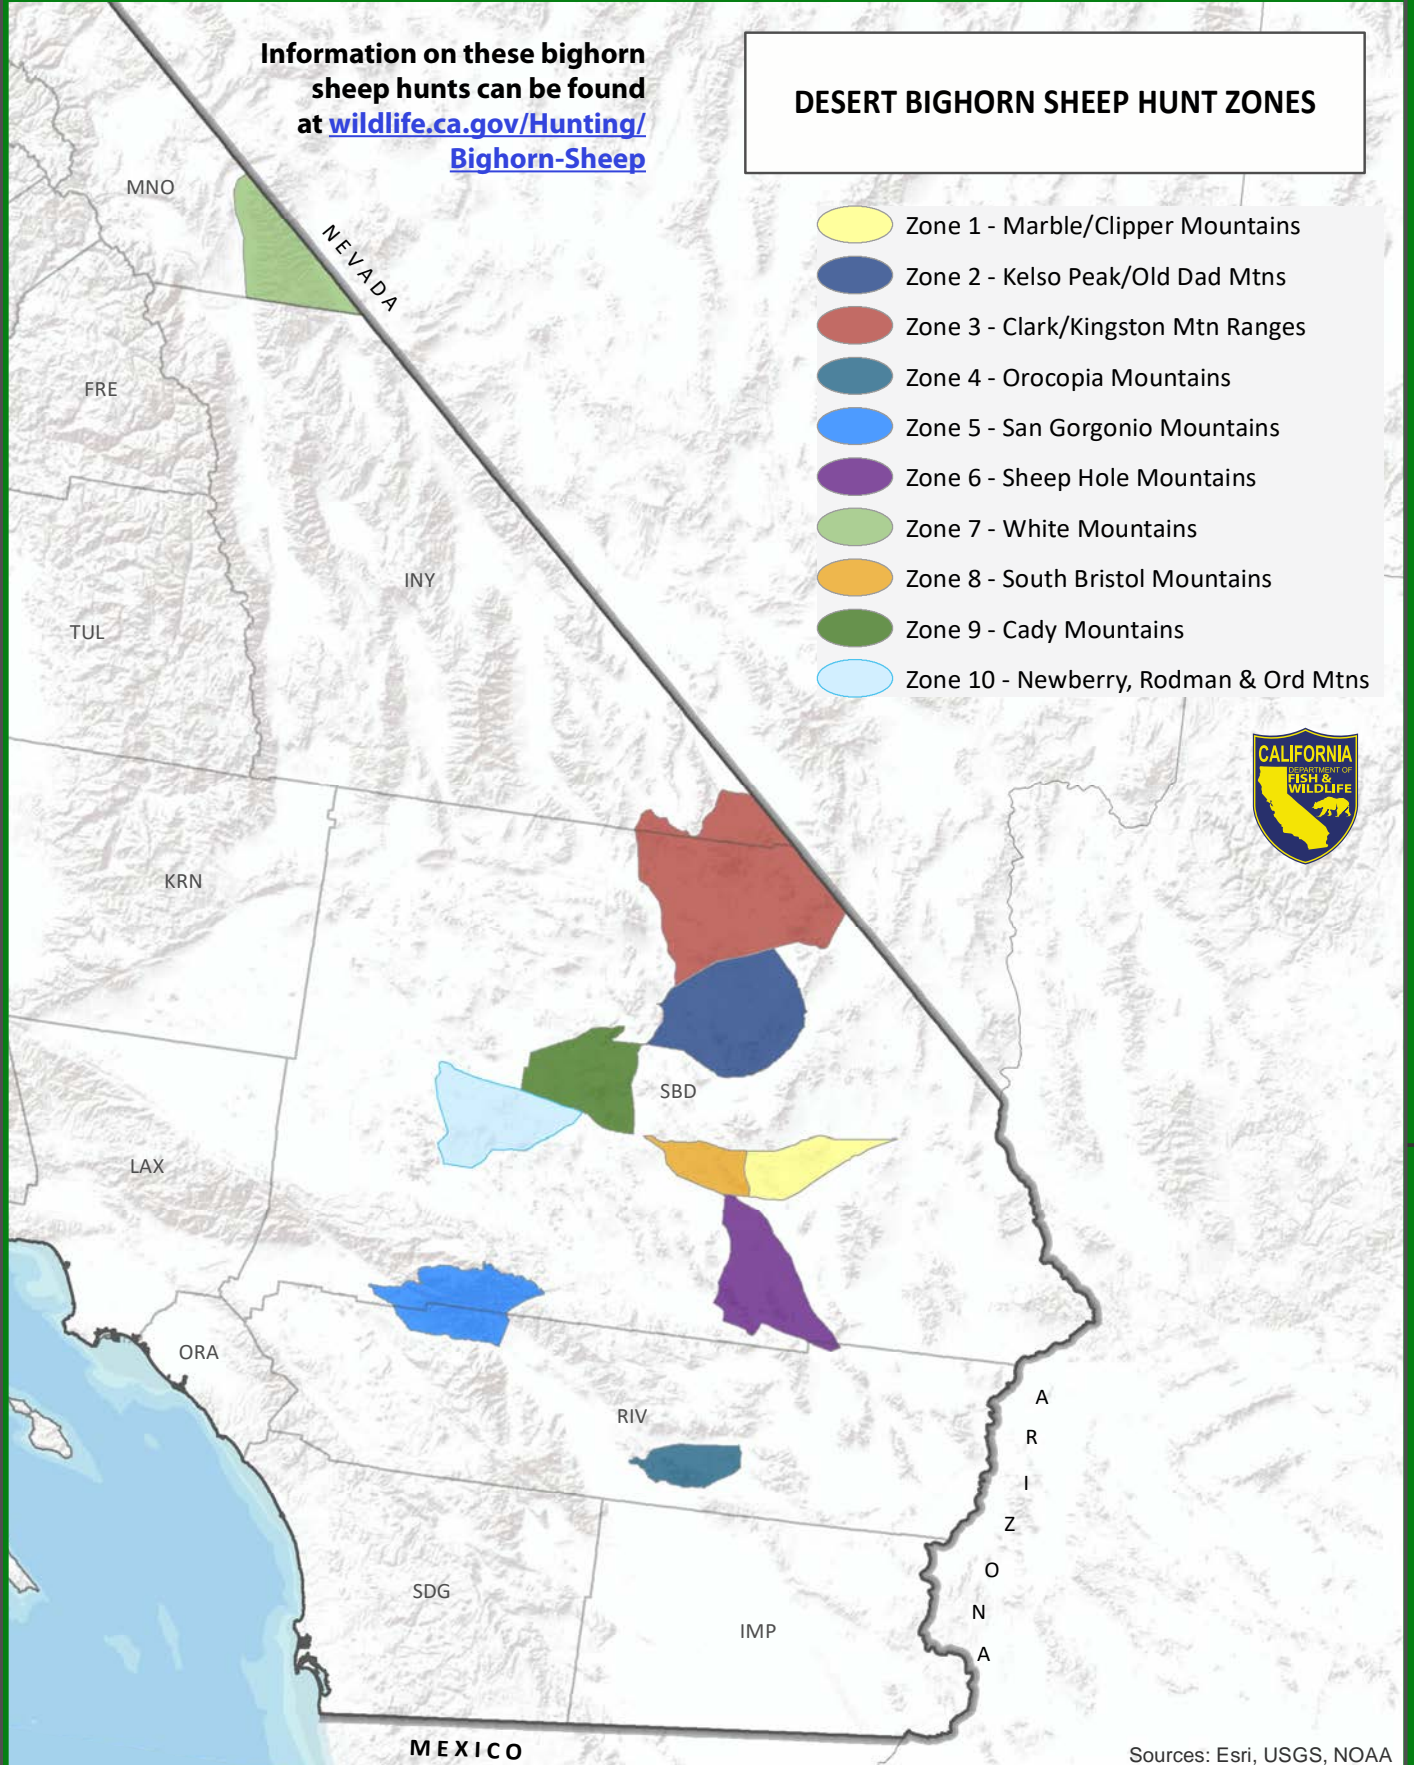 Information on these bighorn
sheep hunts can be found
at wildlife.ca.gov/Hunting/
Bighorn-Sheep
DESERT BIGHORN SHEEP HUNT ZONES
Zone 1 - Marble/Clipper Mountains
Zone 2 - Kelso Peak/Old Dad Mtns
Zone 3 - Clark/Kingston Mtn Ranges
Zone 4 - Orocopia Mountains
Zone 5 - San Gorgonio Mountains
Zone 6 - Sheep Hole Mountains
Zone 7 - White Mountains
Zone 8 - South Bristol Mountains
Zone 9 - Cady Mountains
Zone 10 - Newberry, Rodman & Ord Mtns
CALIFORNIA
DEPARTMENT OF
FISH &
WILDLIFE
MNO
NEVADA
FRE
INY
TUL
KRN
SBD
LAX
ORA
RIV
ARIZONA
SDG
IMP
MEXICO
Sources: Esri, USGS, NOAA